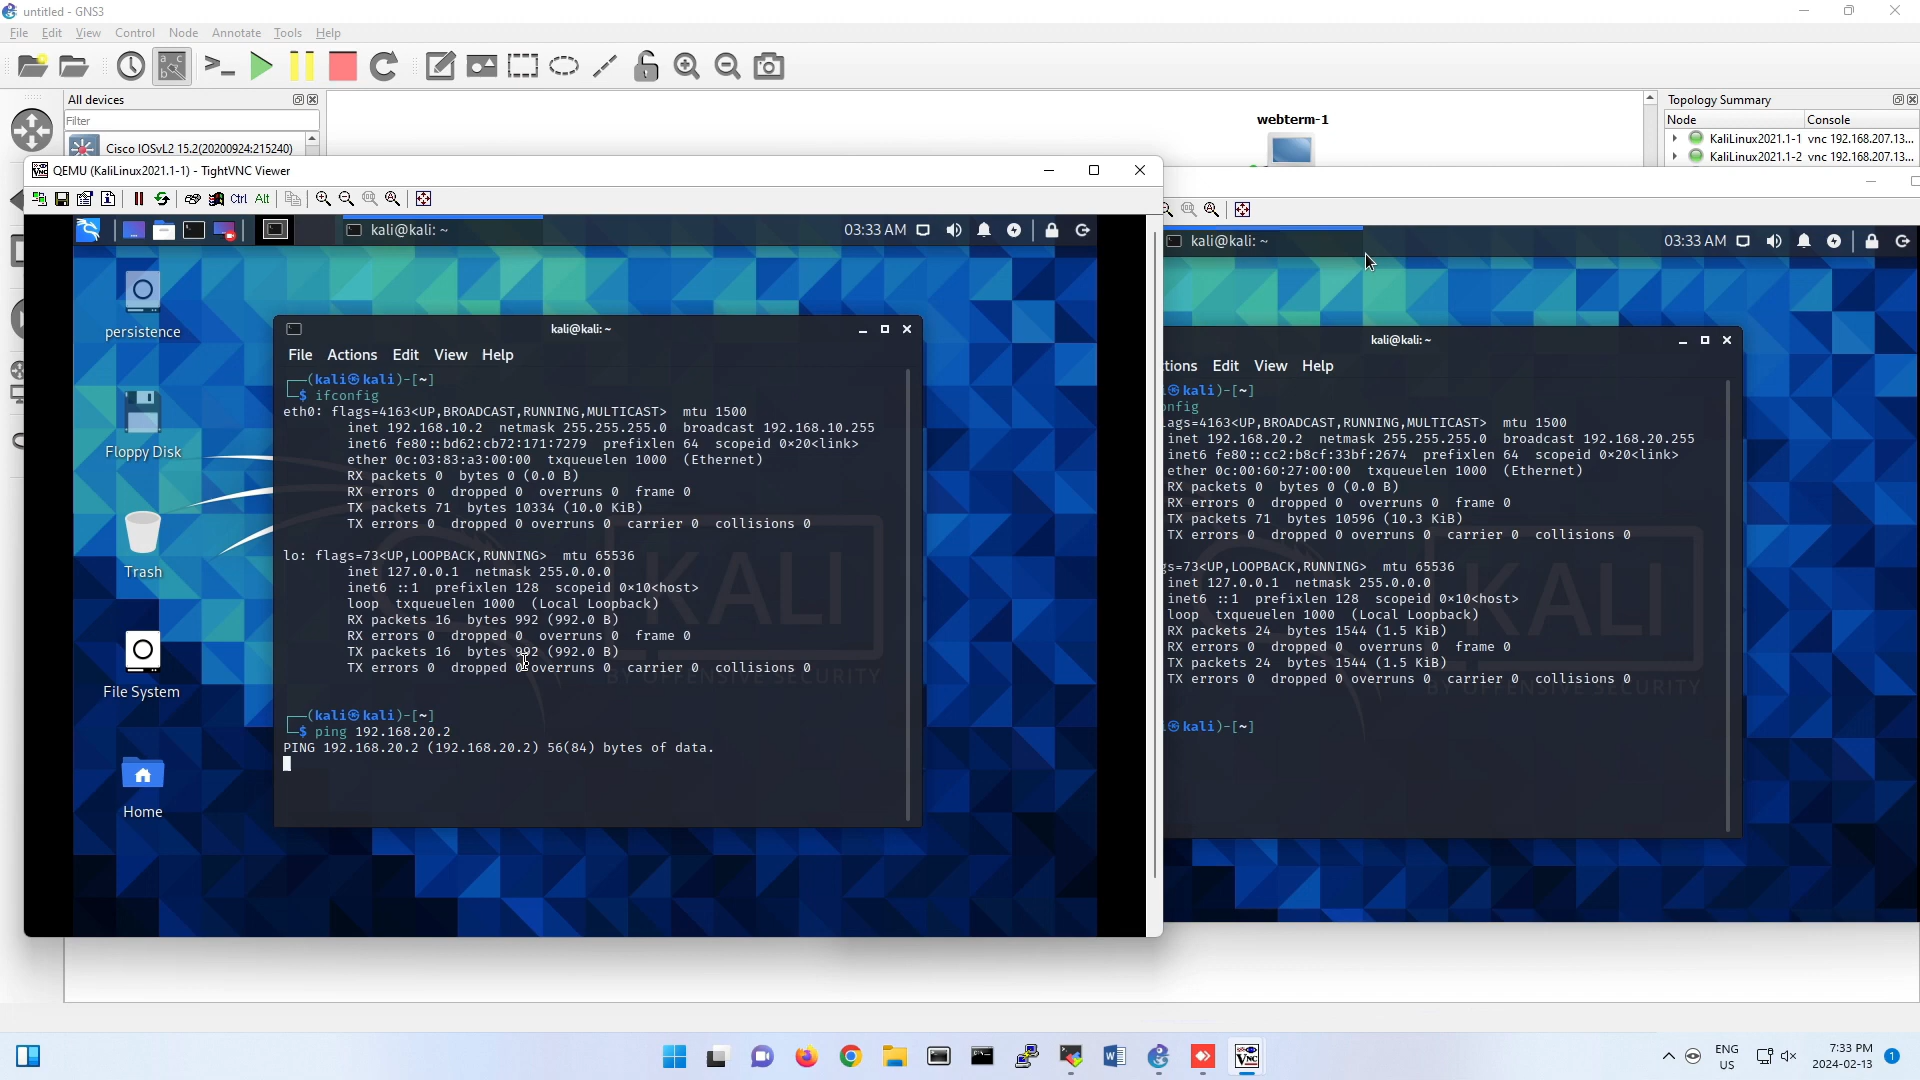 untitled - GNS3
File Edit View Control Node Annotate Tools Help
All devices
Filter
Cisco IOSvL2 15.2(20200924:215240)
webterm-1
Topology Summary
Node Console
KaliLinux2021.1-1 vnc 192.168.207.13...
KaliLinux2021.1-2 vnc 192.168.207.13...
QEMU (KaliLinux2021.1-1) - TightVNC Viewer
Ctrl Alt
kali@kali: ~
03:33 AM
persistence
Floppy Disk
Trash
File System
Home
kali@kali: ~
File Actions Edit View Help
┌──(kali㉿kali)-[~]
└─$ ifconfig
eth0: flags=4163<UP,BROADCAST,RUNNING,MULTICAST> mtu 1500
inet 192.168.10.2 netmask 255.255.255.0 broadcast 192.168.10.255
inet6 fe80::bd62:cb72:171:7279 prefixlen 64 scopeid 0×20<link>
ether 0c:03:83:a3:00:00 txqueuelen 1000 (Ethernet)
RX packets 0 bytes 0 (0.0 B)
RX errors 0 dropped 0 overruns 0 frame 0
TX packets 71 bytes 10334 (10.0 KiB)
TX errors 0 dropped 0 overruns 0 carrier 0 collisions 0
lo: flags=73<UP,LOOPBACK,RUNNING> mtu 65536
inet 127.0.0.1 netmask 255.0.0.0
inet6 ::1 prefixlen 128 scopeid 0×10<host>
loop txqueuelen 1000 (Local Loopback)
RX packets 16 bytes 992 (992.0 B)
RX errors 0 dropped 0 overruns 0 frame 0
TX packets 16 bytes 992 (992.0 B)
TX errors 0 dropped 0 overruns 0 carrier 0 collisions 0
┌──(kali㉿kali)-[~]
└─$ ping 192.168.20.2
PING 192.168.20.2 (192.168.20.2) 56(84) bytes of data.
KALI
BY OFFENSIVE SECURITY
kali@kali: ~
03:33 AM
kali@kali: ~
tions Edit View Help
㉿kali)-[~]
nfig
lags=4163<UP,BROADCAST,RUNNING,MULTICAST> mtu 1500
inet 192.168.20.2 netmask 255.255.255.0 broadcast 192.168.20.255
inet6 fe80::cc2:b8cf:33bf:2674 prefixlen 64 scopeid 0×20<link>
ether 0c:00:60:27:00:00 txqueuelen 1000 (Ethernet)
RX packets 0 bytes 0 (0.0 B)
RX errors 0 dropped 0 overruns 0 frame 0
TX packets 71 bytes 10596 (10.3 KiB)
TX errors 0 dropped 0 overruns 0 carrier 0 collisions 0
gs=73<UP,LOOPBACK,RUNNING> mtu 65536
inet 127.0.0.1 netmask 255.0.0.0
inet6 ::1 prefixlen 128 scopeid 0×10<host>
loop txqueuelen 1000 (Local Loopback)
RX packets 24 bytes 1544 (1.5 KiB)
RX errors 0 dropped 0 overruns 0 frame 0
TX packets 24 bytes 1544 (1.5 KiB)
TX errors 0 dropped 0 overruns 0 carrier 0 collisions 0
㉿kali)-[~]
KALI
BY OFFENSIVE SECURITY
ENG
US
7:33 PM
2024-02-13
1